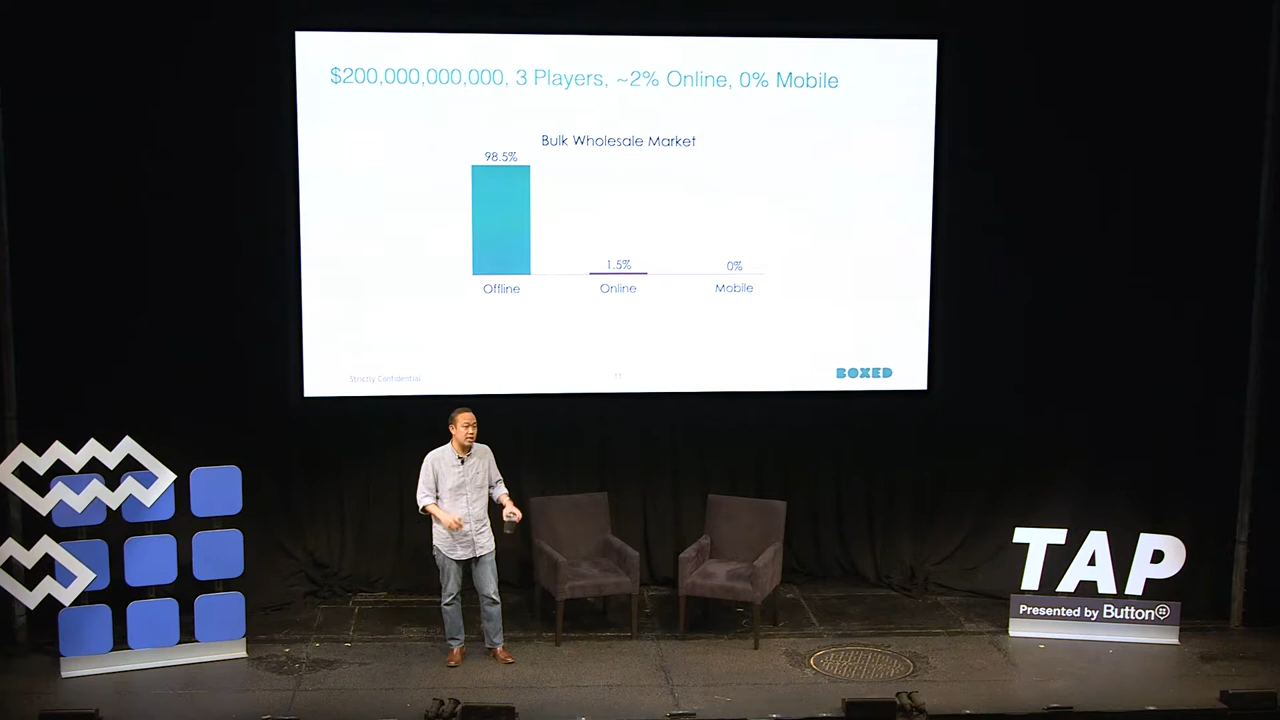 $200,000,000,000, 3 Players, ~2% Online, 0% Mobile
Bulk Wholesale Market
98.5%
1.5%
0%
Offline
Online
Mobile
Strictly Confidential
11
BOXED
TAP
Presented by Button